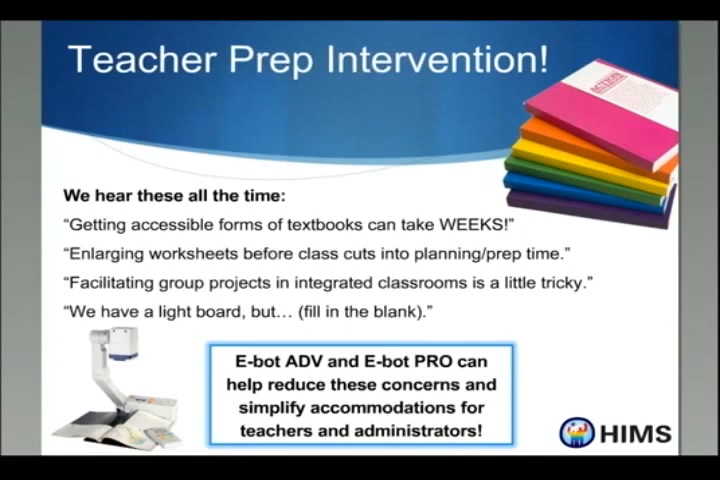 Teacher Prep Intervention!
ACTION
We hear these all the time:
“Getting accessible forms of textbooks can take WEEKS!”
“Enlarging worksheets before class cuts into planning/prep time.”
“Facilitating group projects in integrated classrooms is a little tricky.”
“We have a light board, but… (fill in the blank).”
E-bot ADV and E-bot PRO can
help reduce these concerns and
simplify accommodations for
teachers and administrators!
HIMS